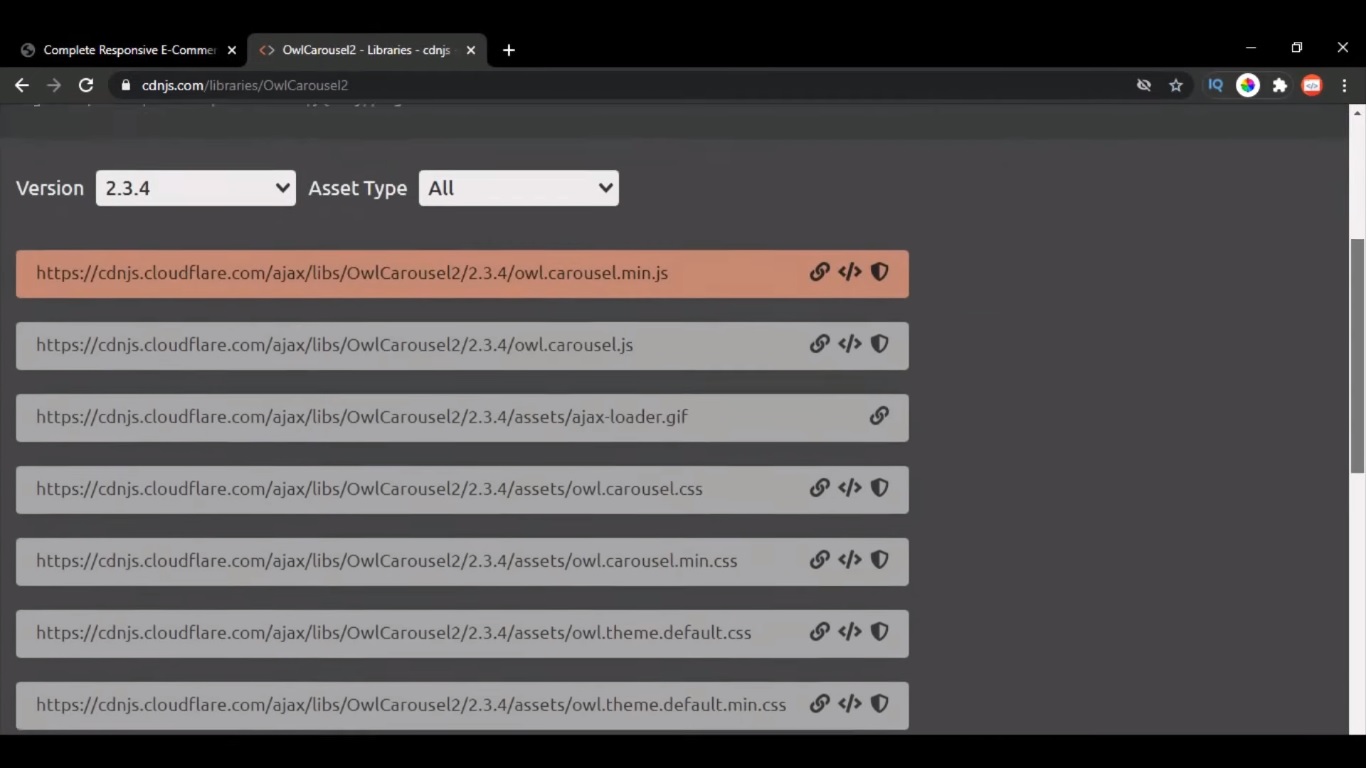 Complete Responsive E-Commer
OwlCarousel2 - Libraries - cdnjs
cdnjs.com/libraries/OwlCarousel2
IQ
Version 2.3.4 Asset Type All
https://cdnjs.cloudflare.com/ajax/libs/OwlCarousel2/2.3.4/owl.carousel.min.js
https://cdnjs.cloudflare.com/ajax/libs/OwlCarousel2/2.3.4/owl.carousel.js
https://cdnjs.cloudflare.com/ajax/libs/OwlCarousel2/2.3.4/assets/ajax-loader.gif
https://cdnjs.cloudflare.com/ajax/libs/OwlCarousel2/2.3.4/assets/owl.carousel.css
https://cdnjs.cloudflare.com/ajax/libs/OwlCarousel2/2.3.4/assets/owl.carousel.min.css
https://cdnjs.cloudflare.com/ajax/libs/OwlCarousel2/2.3.4/assets/owl.theme.default.css
https://cdnjs.cloudflare.com/ajax/libs/OwlCarousel2/2.3.4/assets/owl.theme.default.min.css